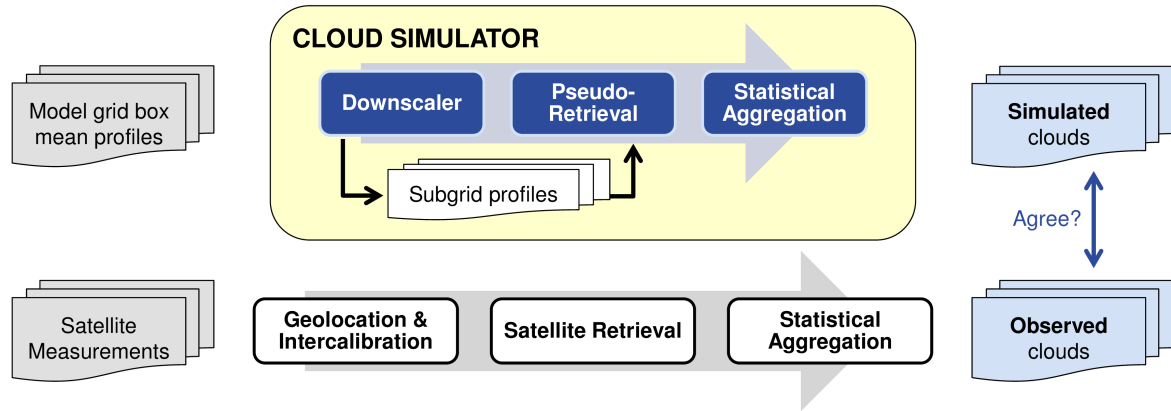 CLOUD SIMULATOR
Model grid box
mean profiles
Downscaler
Pseudo-
Retrieval
Statistical
Aggregation
Subgrid profiles
Simulated
clouds
Agree?
Satellite
Measurements
Geolocation &
Intercalibration
Satellite Retrieval
Statistical
Aggregation
Observed
clouds